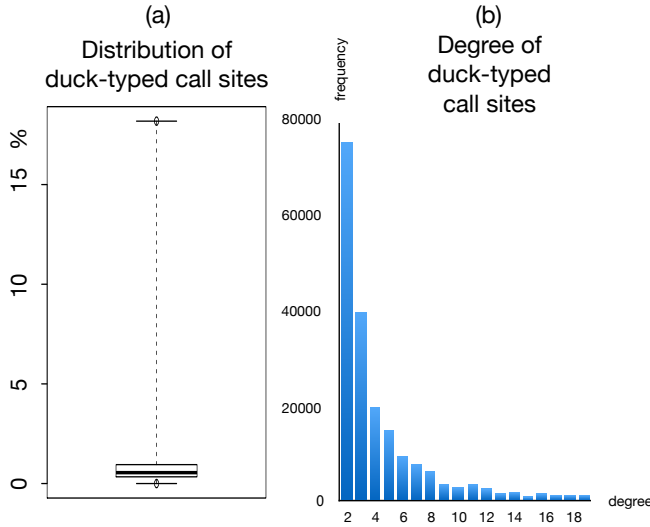 (a)
Distribution of
duck-typed call sites
%
15
10
5
0
(b)
Degree of
duck-typed
call sites
frequency
80000
60000
40000
20000
0
2 4 6 8 10 12 14 16 18
degree